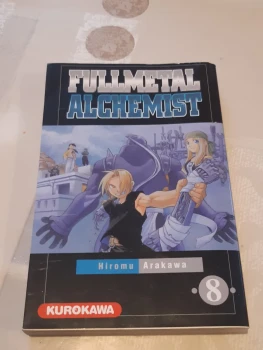 FULLMETAL
ALCHEMIST
Hiromu Arakawa
8
KUROKAWA